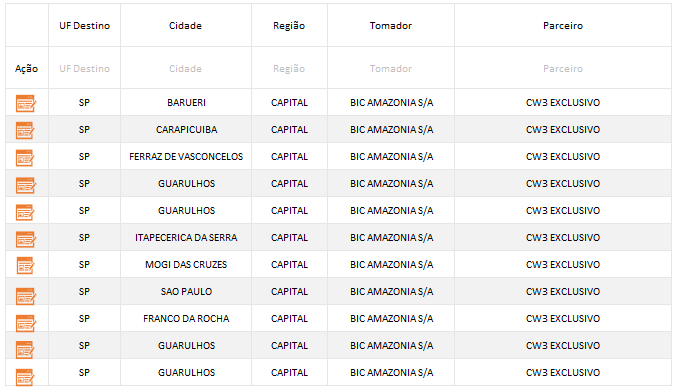 UF Destino Cidade Região Tomador Parceiro
Ação UF Destino Cidade Região Tomador Parceiro
SP BARUERI CAPITAL BIC AMAZONIA S/A CW3 EXCLUSIVO
SP CARAPICUIBA CAPITAL BIC AMAZONIA S/A CW3 EXCLUSIVO
SP FERRAZ DE VASCONCELOS CAPITAL BIC AMAZONIA S/A CW3 EXCLUSIVO
SP GUARULHOS CAPITAL BIC AMAZONIA S/A CW3 EXCLUSIVO
SP GUARULHOS CAPITAL BIC AMAZONIA S/A CW3 EXCLUSIVO
SP ITAPECERICA DA SERRA CAPITAL BIC AMAZONIA S/A CW3 EXCLUSIVO
SP MOGI DAS CRUZES CAPITAL BIC AMAZONIA S/A CW3 EXCLUSIVO
SP SAO PAULO CAPITAL BIC AMAZONIA S/A CW3 EXCLUSIVO
SP FRANCO DA ROCHA CAPITAL BIC AMAZONIA S/A CW3 EXCLUSIVO
SP GUARULHOS CAPITAL BIC AMAZONIA S/A CW3 EXCLUSIVO
SP GUARULHOS CAPITAL BIC AMAZONIA S/A CW3 EXCLUSIVO